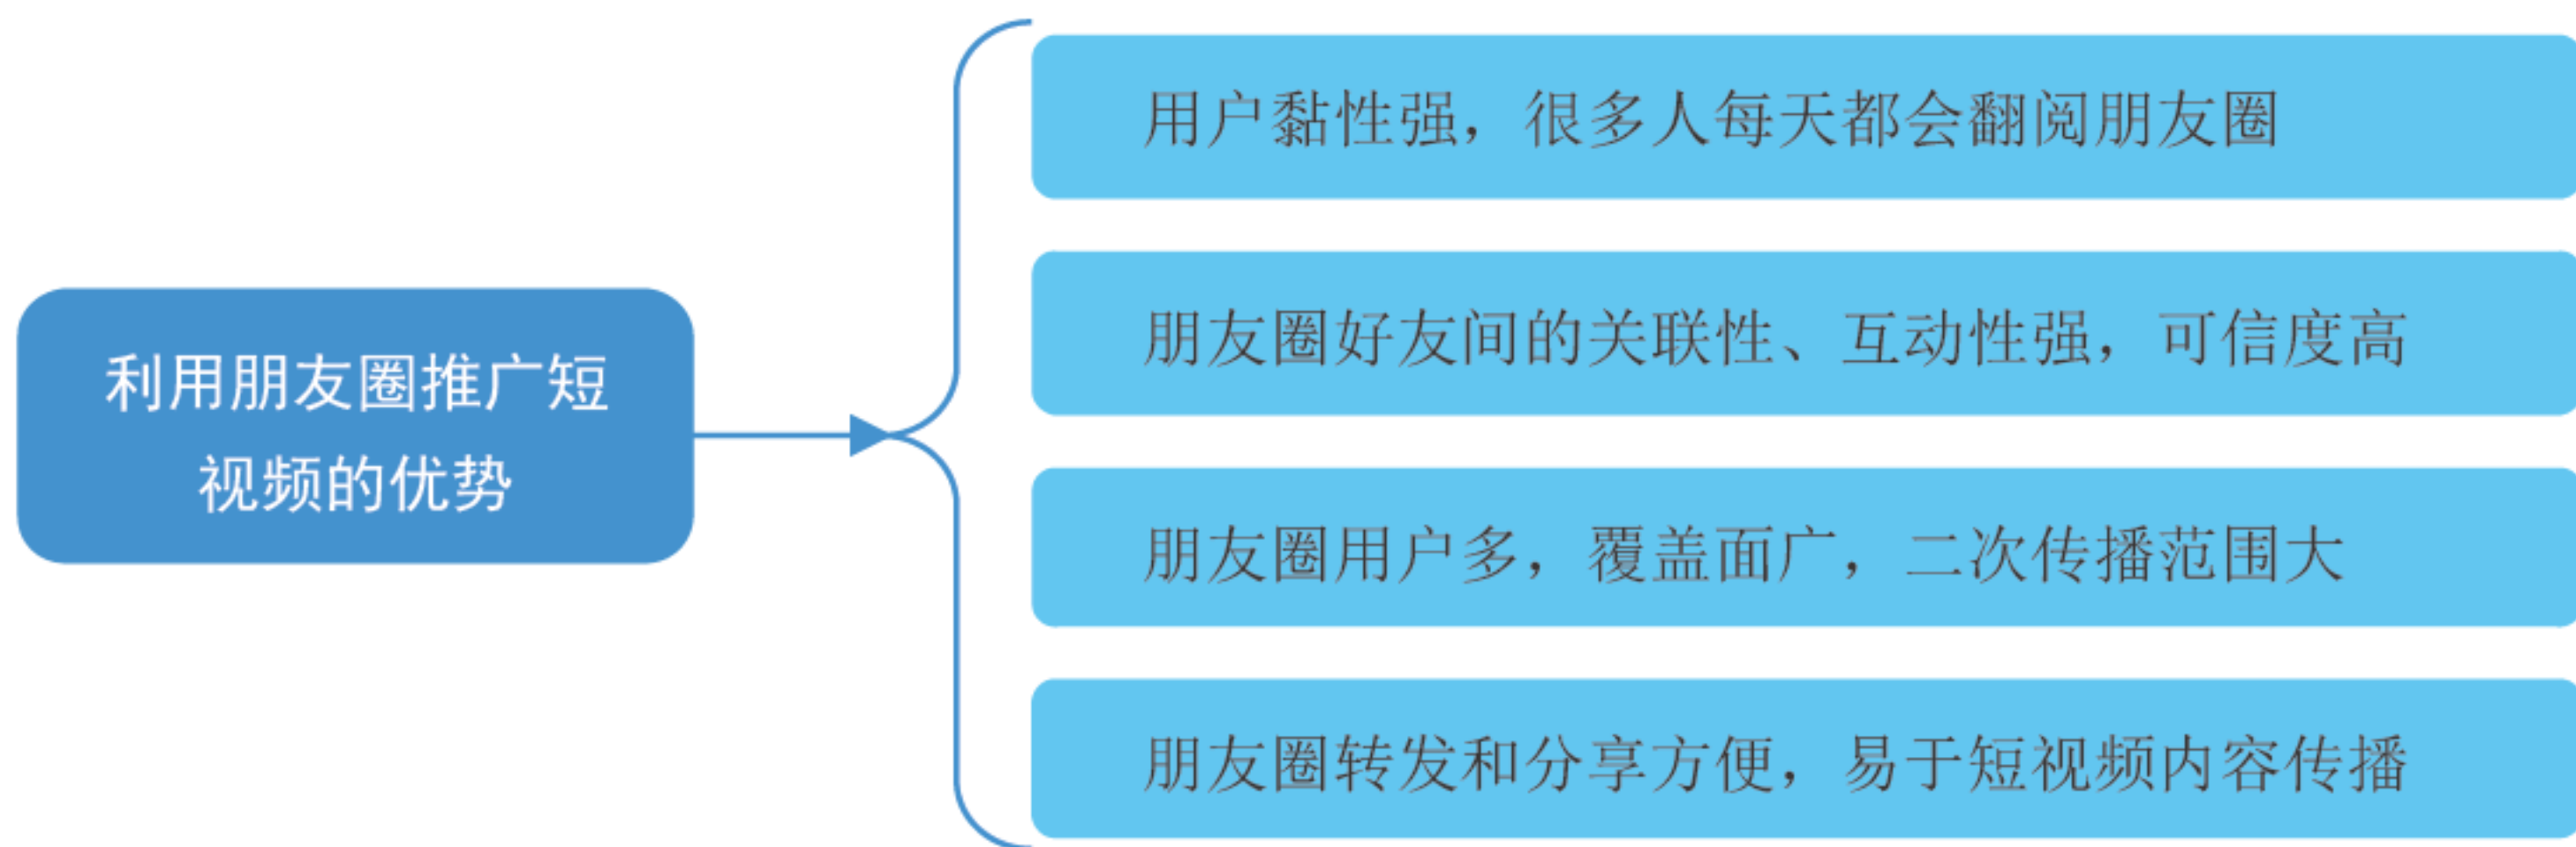 利用朋友圈推广短
视频的优势
用户黏性强，很多人每天都会翻阅朋友圈
朋友圈好友间的关联性、互动性强，可信度高
朋友圈用户多，覆盖面广，二次传播范围大
朋友圈转发和分享方便，易于短视频内容传播